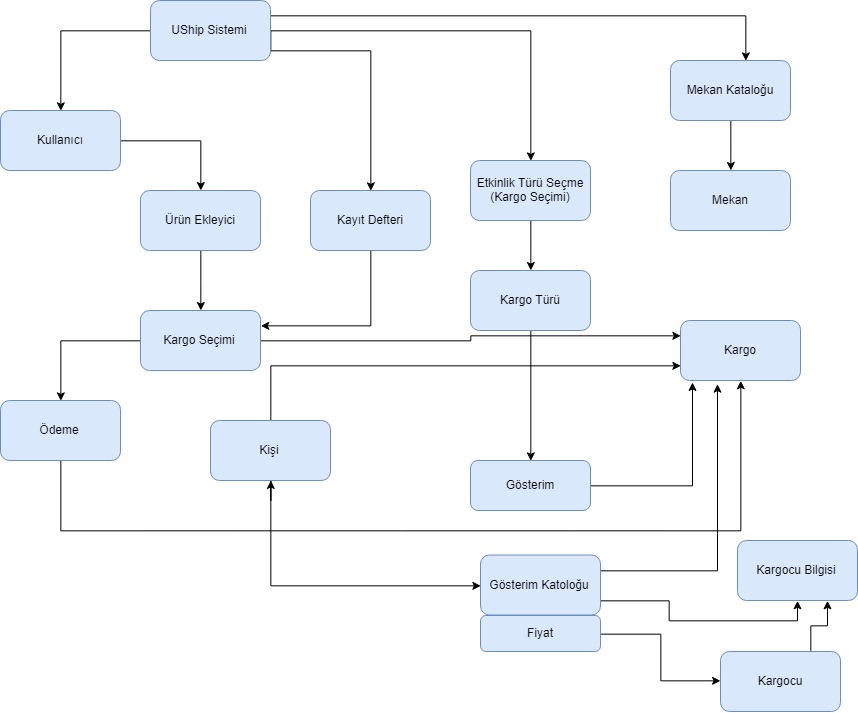 UShip Sistemi
Mekan Kataloğu
Kullanıcı
Etkinlik Türü Seçme
(Kargo Seçimi)
Mekan
Ürün Ekleyici
Kayıt Defteri
Kargo Türü
Kargo Seçimi
Kargo
Ödeme
Kişi
Gösterim
Gösterim Katoloğu
Kargocu Bilgisi
Fiyat
Kargocu